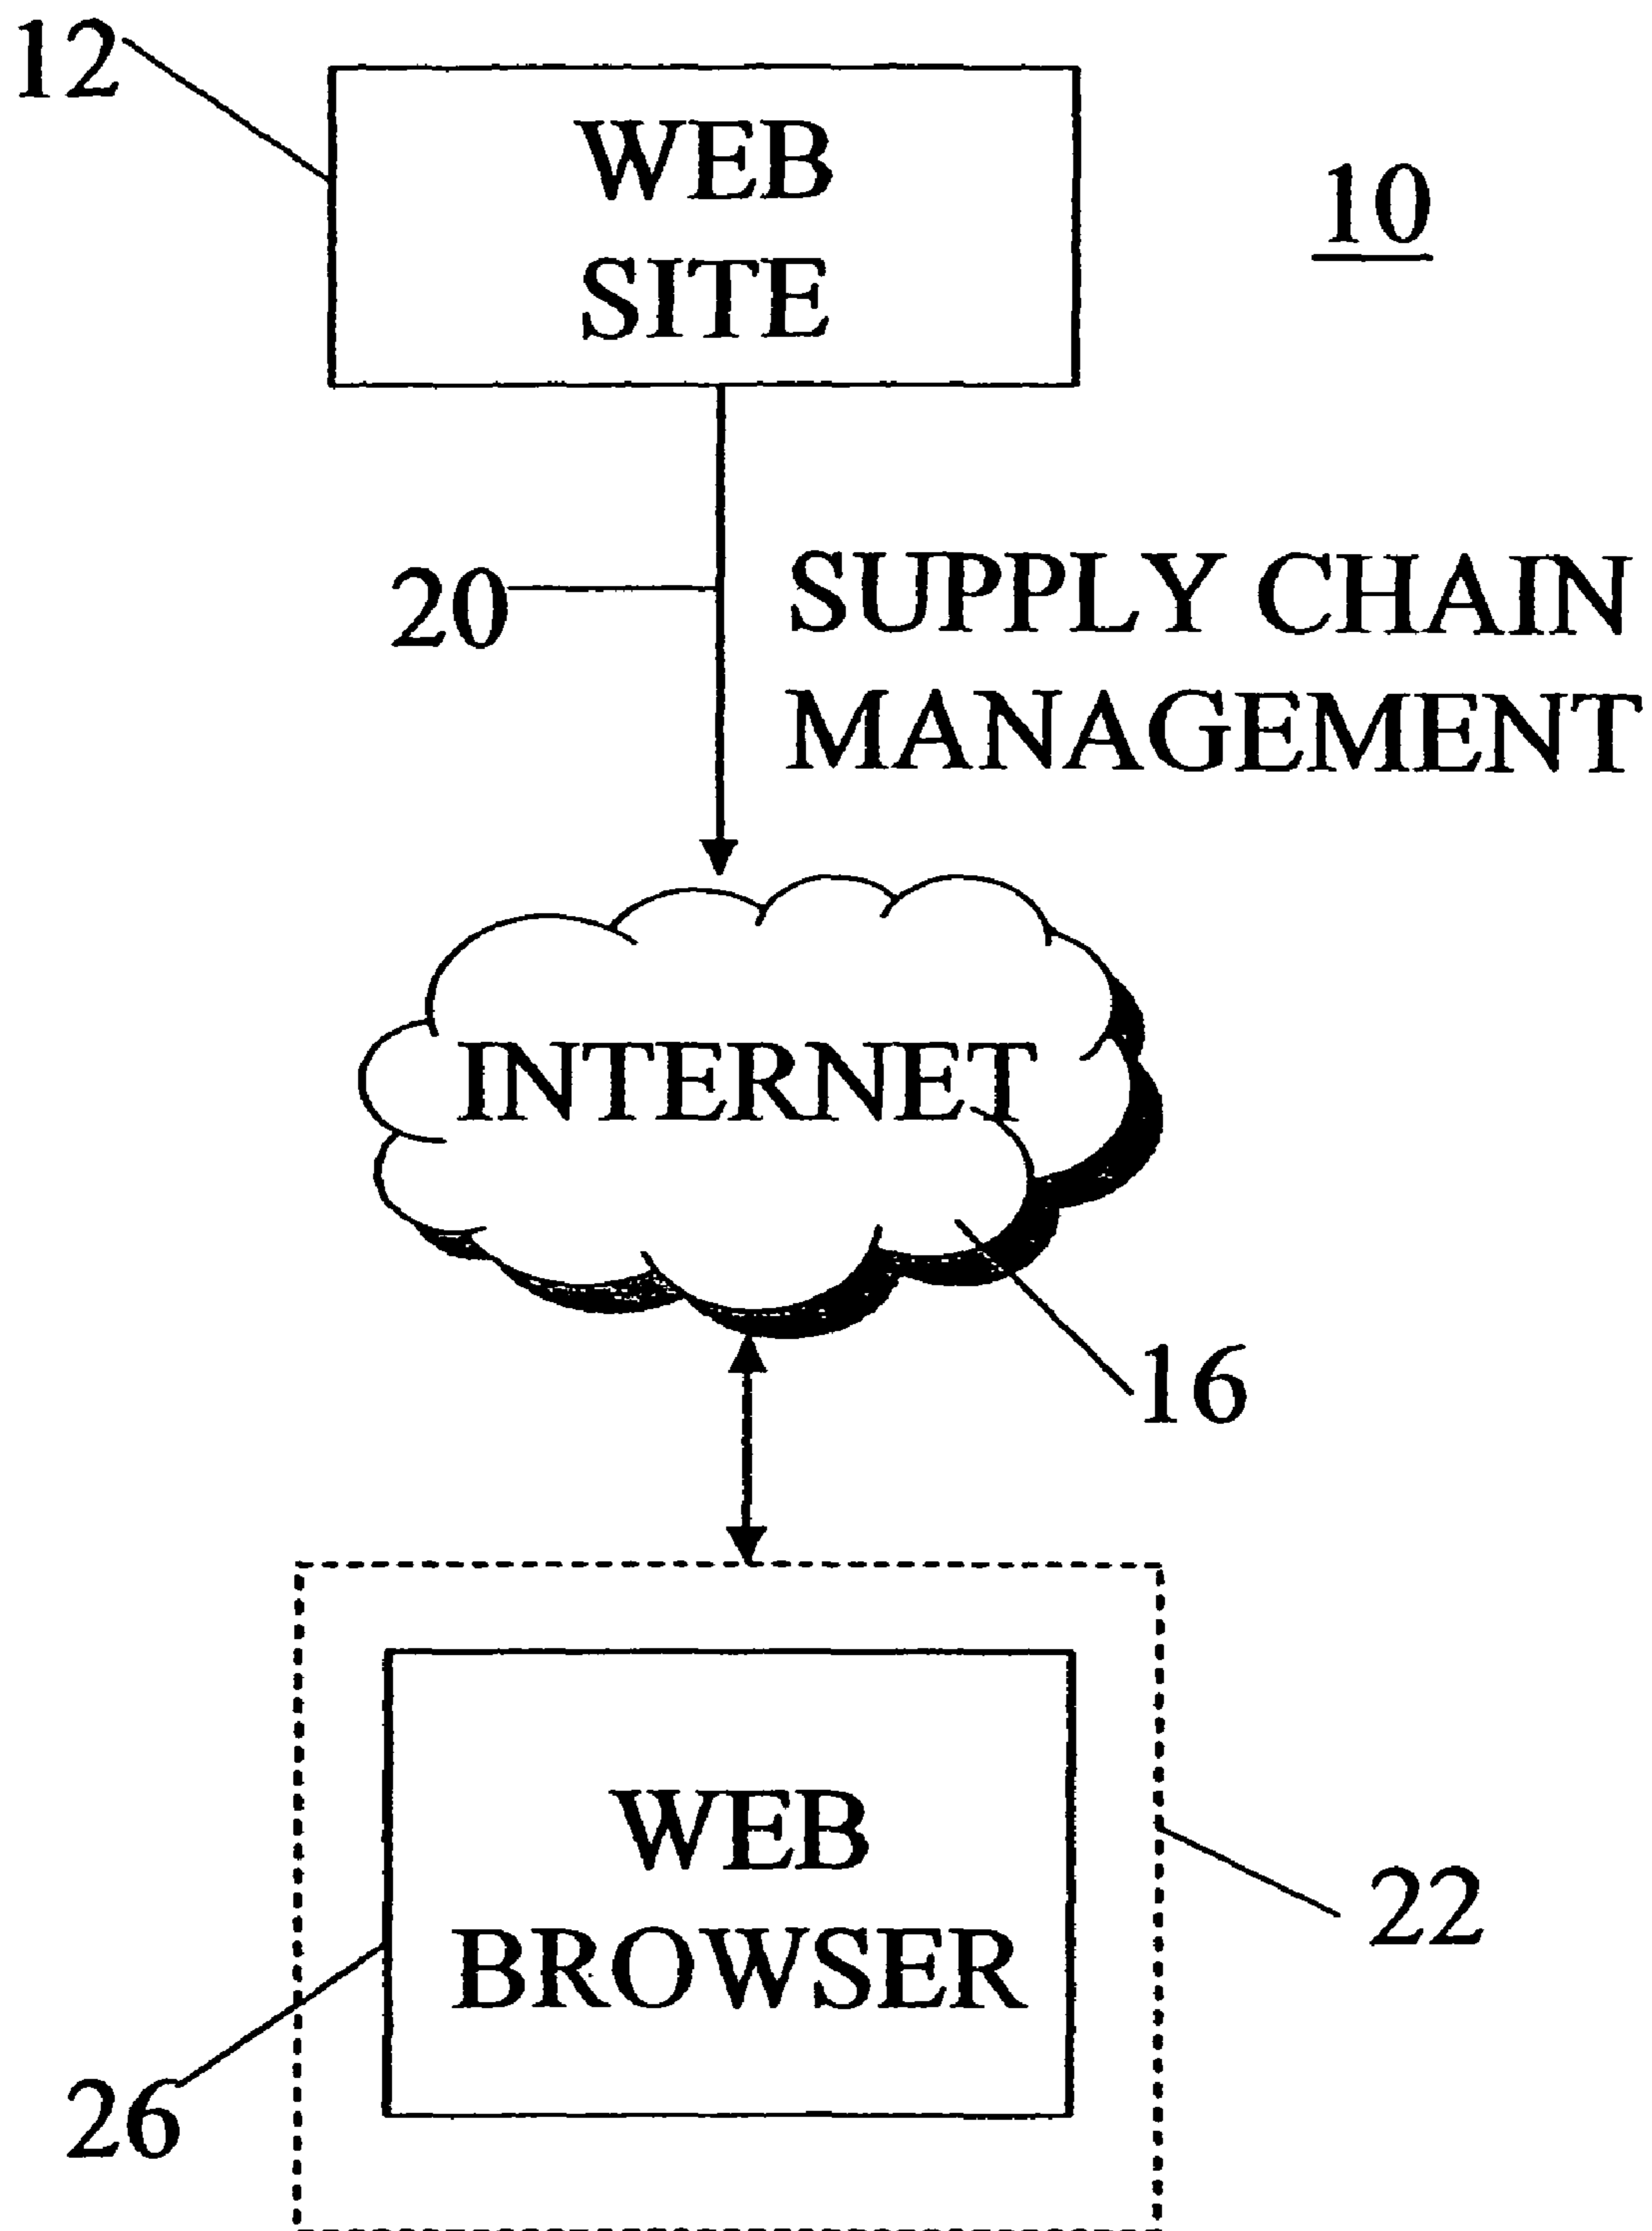 12
WEB
SITE
10
20
SUPPLY CHAIN
MANAGEMENT
INTERNET
16
WEB
BROWSER
22
26